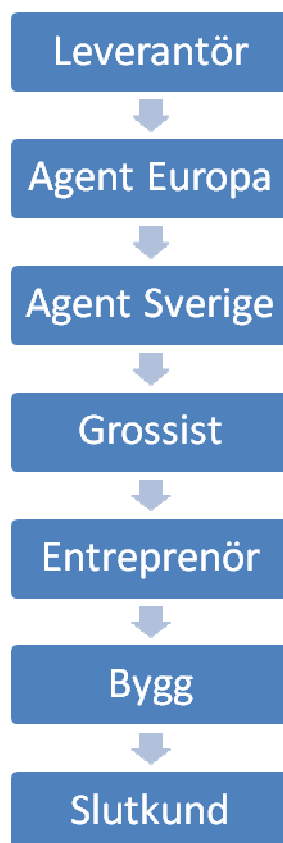 Leverantör
Agent Europa
Agent Sverige
Grossist
Entreprenör
Bygg
Slutkund